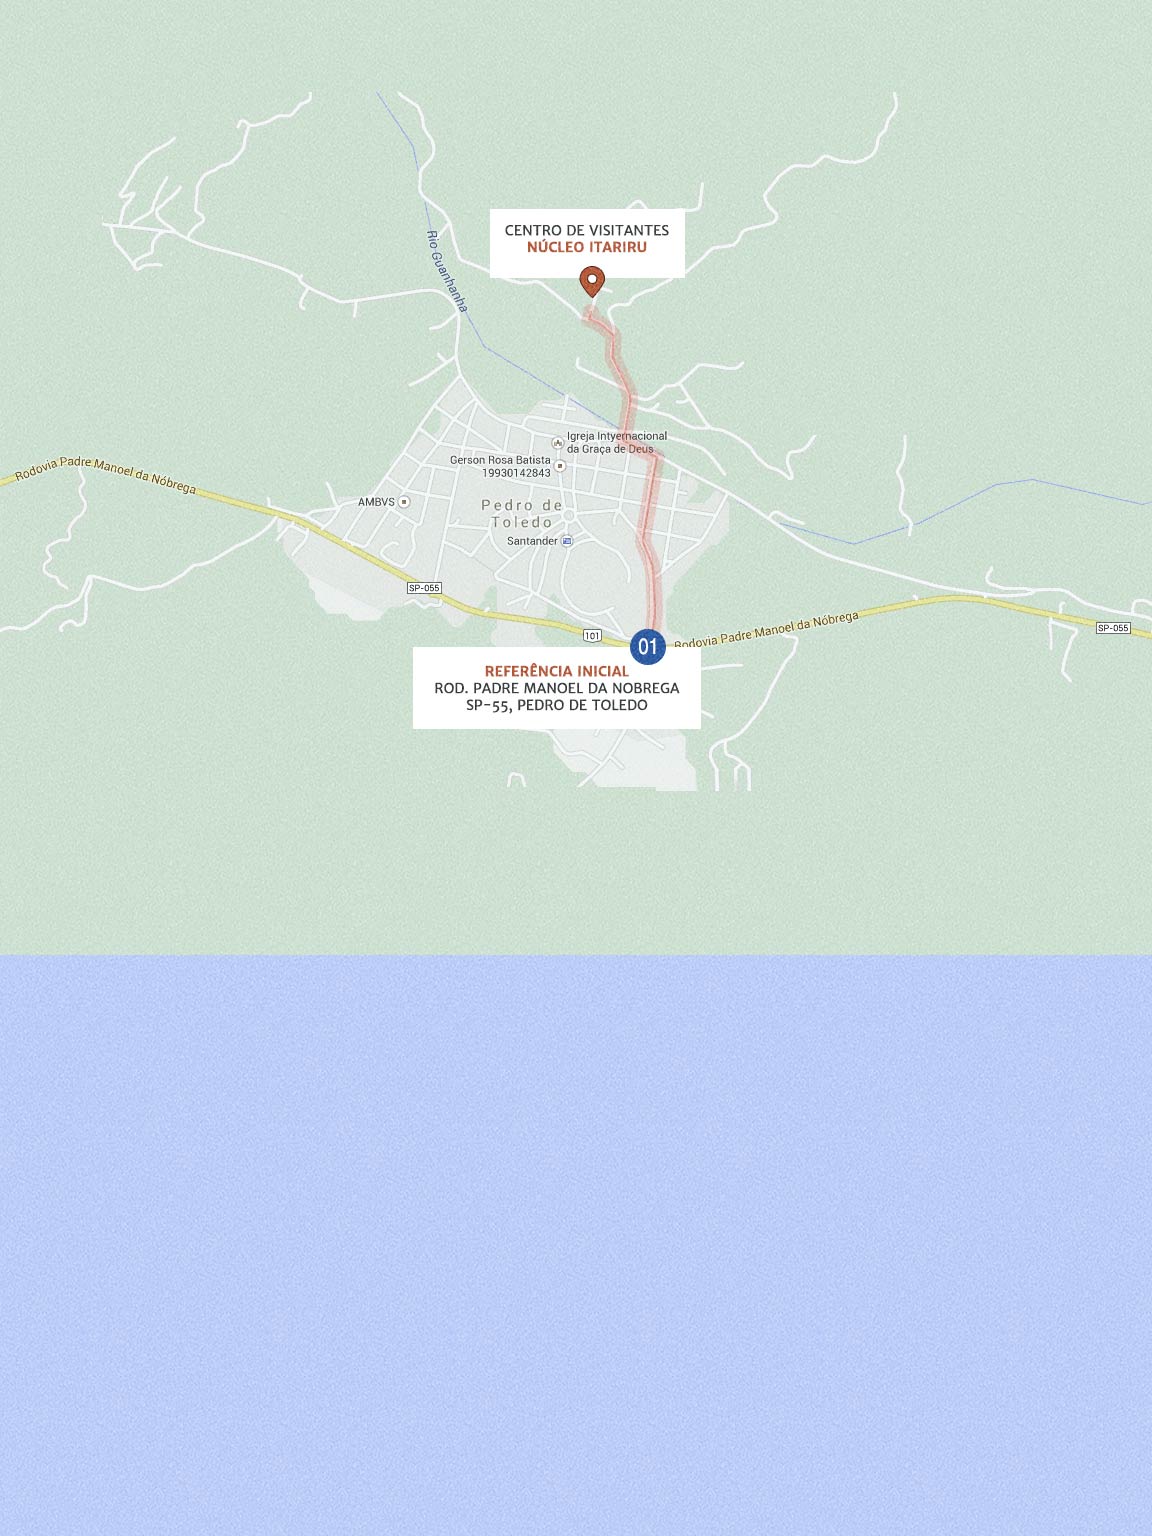 CENTRO DE VISITANTES
NÚCLEO ITARIRU
Rio Guanhanha
Igreja Intyernacional
da Graça de Deus
Gerson Rosa Batista
19930142843
Rodovia Padre Manoel da Nóbrega
AMBVS
Pedro de
Toledo
Santander
SP-055
101
Rodovia Padre Manoel da Nóbrega
SP-055
01
REFERÊNCIA INICIAL
ROD. PADRE MANOEL DA NOBREGA
SP-55, PEDRO DE TOLEDO